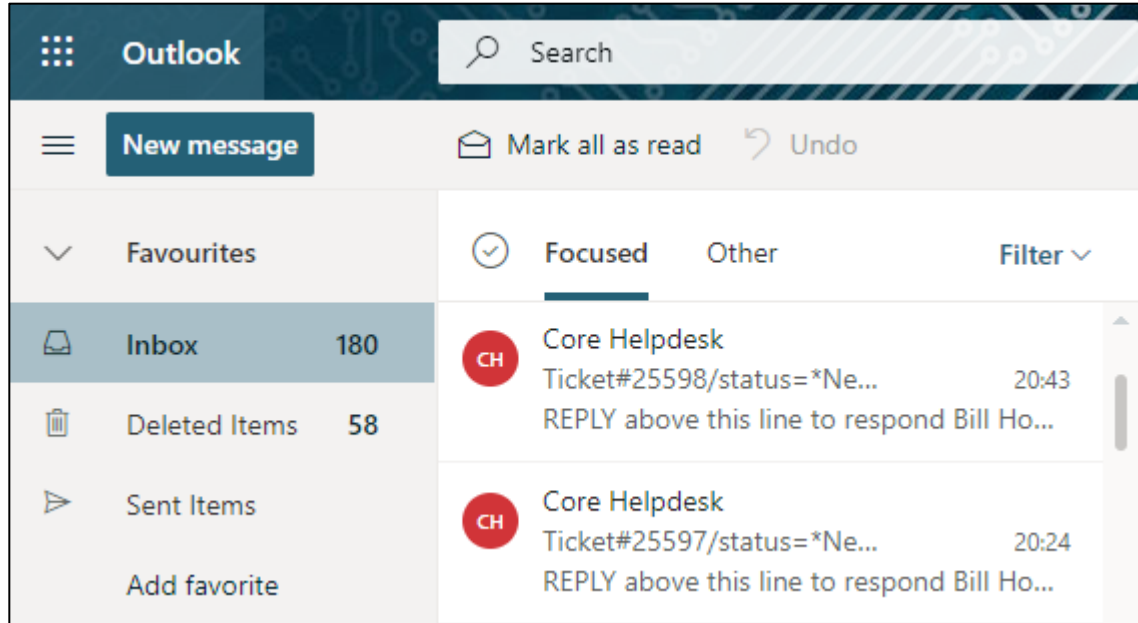 Outlook
Search
New message
Mark all as read
Undo
Favourites
Focused
Other
Filter
Inbox 180
CH
Core Helpdesk
Ticket#25598/status=*Ne... 20:43
REPLY above this line to respond Bill Ho...
Deleted Items 58
Sent Items
CH
Core Helpdesk
Ticket#25597/status=*Ne... 20:24
REPLY above this line to respond Bill Ho...
Add favorite